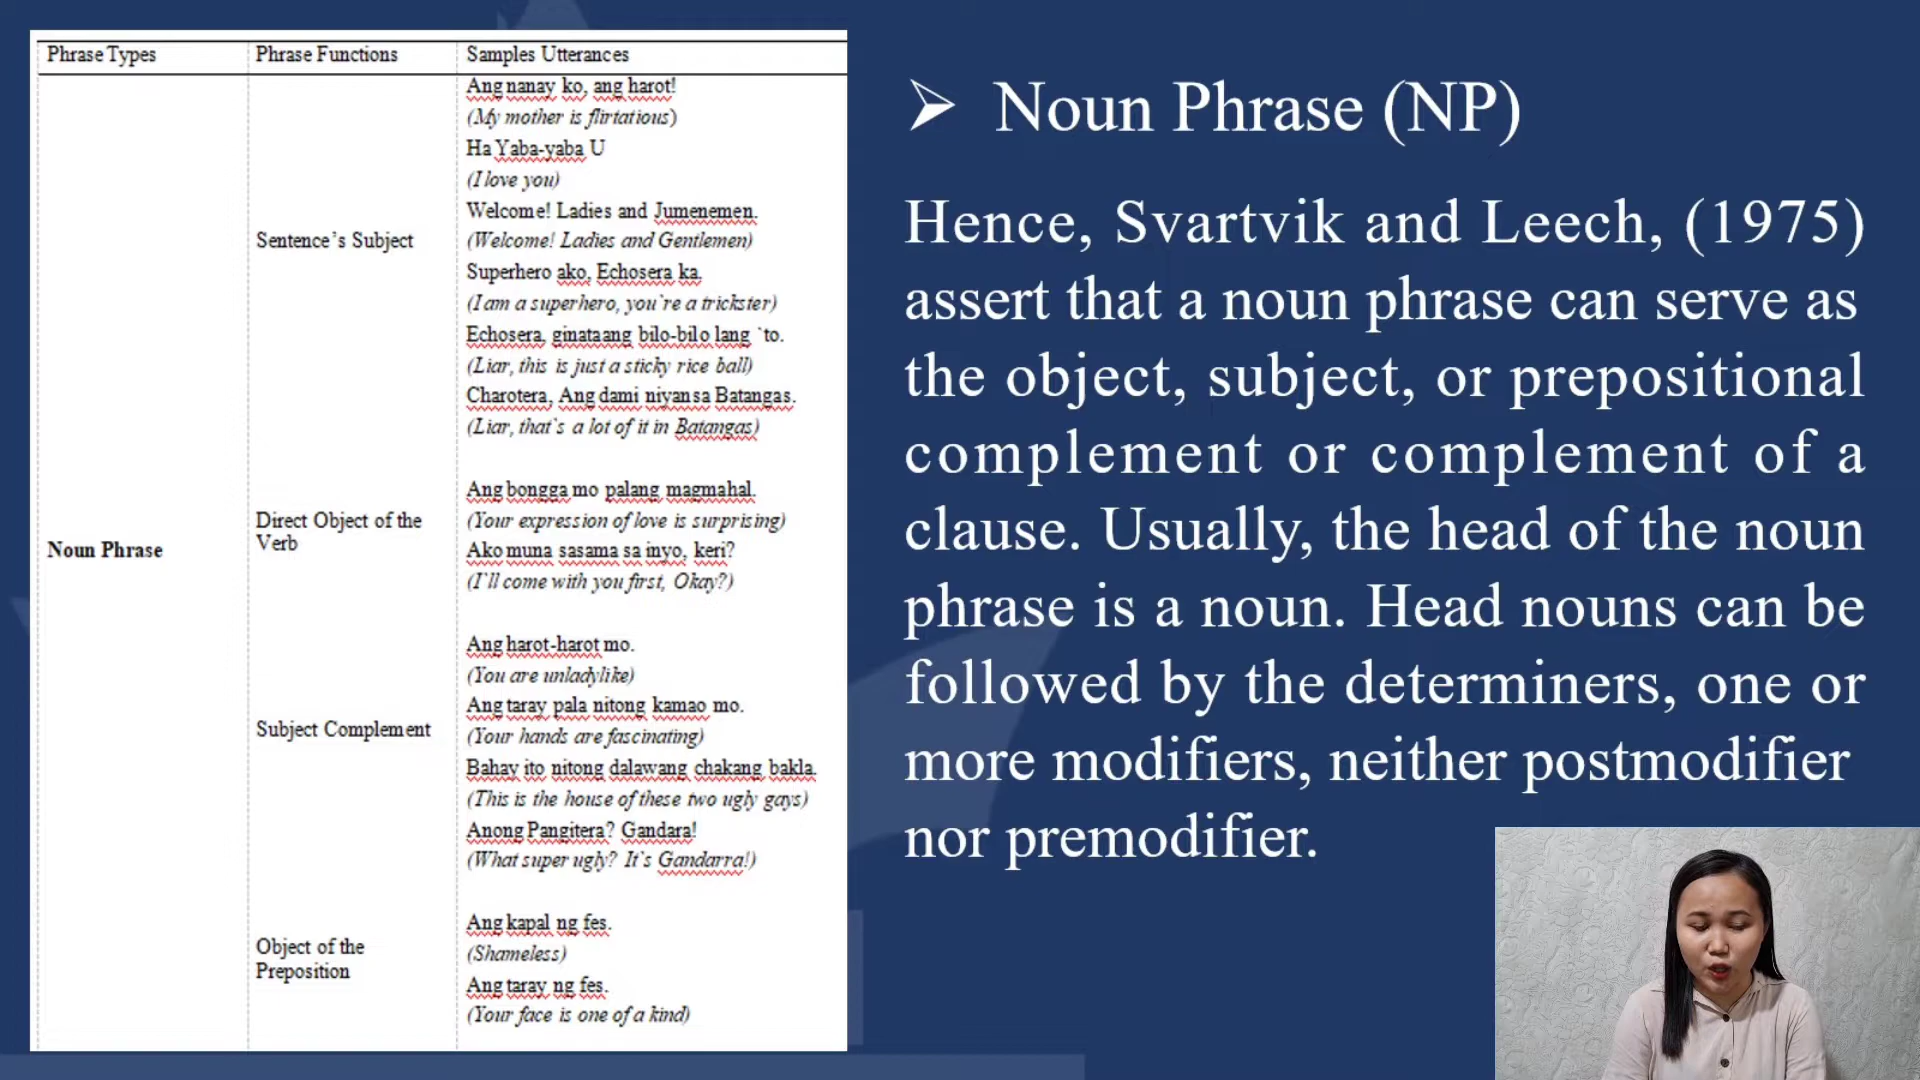 Phrase Types
Phrase Functions
Samples Utterances
Noun Phrase
Sentence’s Subject
Ang nanay ko, ang harot!
(My mother is flirtatious)
Ha Yaba-yaba U
(I love you)
Welcome! Ladies and Jumenemen.
(Welcome! Ladies and Gentlemen)
Superhero ako, Echosera ka.
(I am a superhero, you`re a trickster)
Echosera, ginataang bilo-bilo lang `to.
(Liar, this is just a sticky rice ball)
Charotera, Ang dami niyan sa Batangas.
(Liar, that`s a lot of it in Batangas)
Direct Object of the
Verb
Ang bongga mo palang magmahal.
(Your expression of love is surprising)
Ako muna sasama sa inyo, keri?
(I`ll come with you first, Okay?)
Subject Complement
Ang harot-harot mo.
(You are unladylike)
Ang taray pala nitong kamao mo.
(Your hands are fascinating)
Bahay ito nitong dalawang chakang bakla.
(This is the house of these two ugly gays)
Anong Pangitera? Gandara!
(What super ugly? It`s Gandarra!)
Object of the
Preposition
Ang kapal ng fes.
(Shameless)
Ang taray ng fes.
(Your face is one of a kind)
➢ Noun Phrase (NP)
Hence, Svartvik and Leech, (1975)
assert that a noun phrase can serve as
the object, subject, or prepositional
complement or complement of a
clause. Usually, the head of the noun
phrase is a noun. Head nouns can be
followed by the determiners, one or
more modifiers, neither postmodifier
nor premodifier.